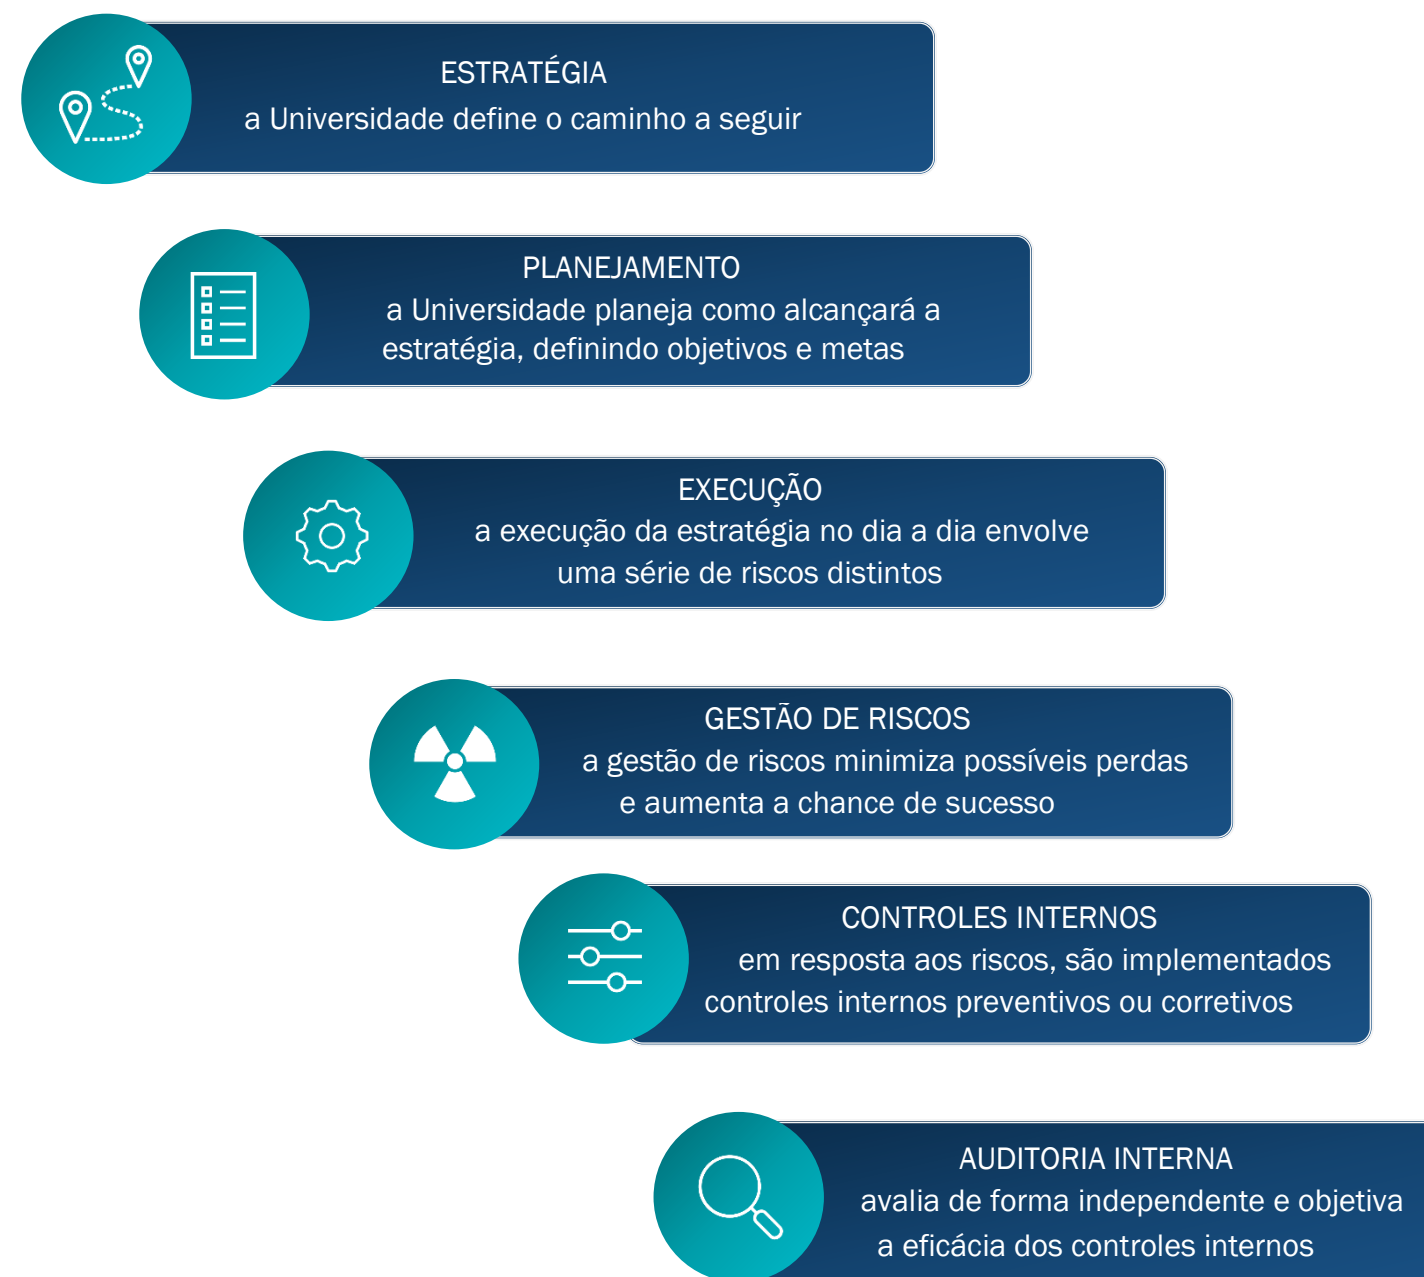 ESTRATÉGIA
a Universidade define o caminho a seguir
PLANEJAMENTO
a Universidade planeja como alcançará a
estratégia, definindo objetivos e metas
EXECUÇÃO
a execução da estratégia no dia a dia envolve
uma série de riscos distintos
GESTÃO DE RISCOS
a gestão de riscos minimiza possíveis perdas
e aumenta a chance de sucesso
CONTROLES INTERNOS
em resposta aos riscos, são implementados
controles internos preventivos ou corretivos
AUDITORIA INTERNA
avalia de forma independente e objetiva
a eficácia dos controles internos